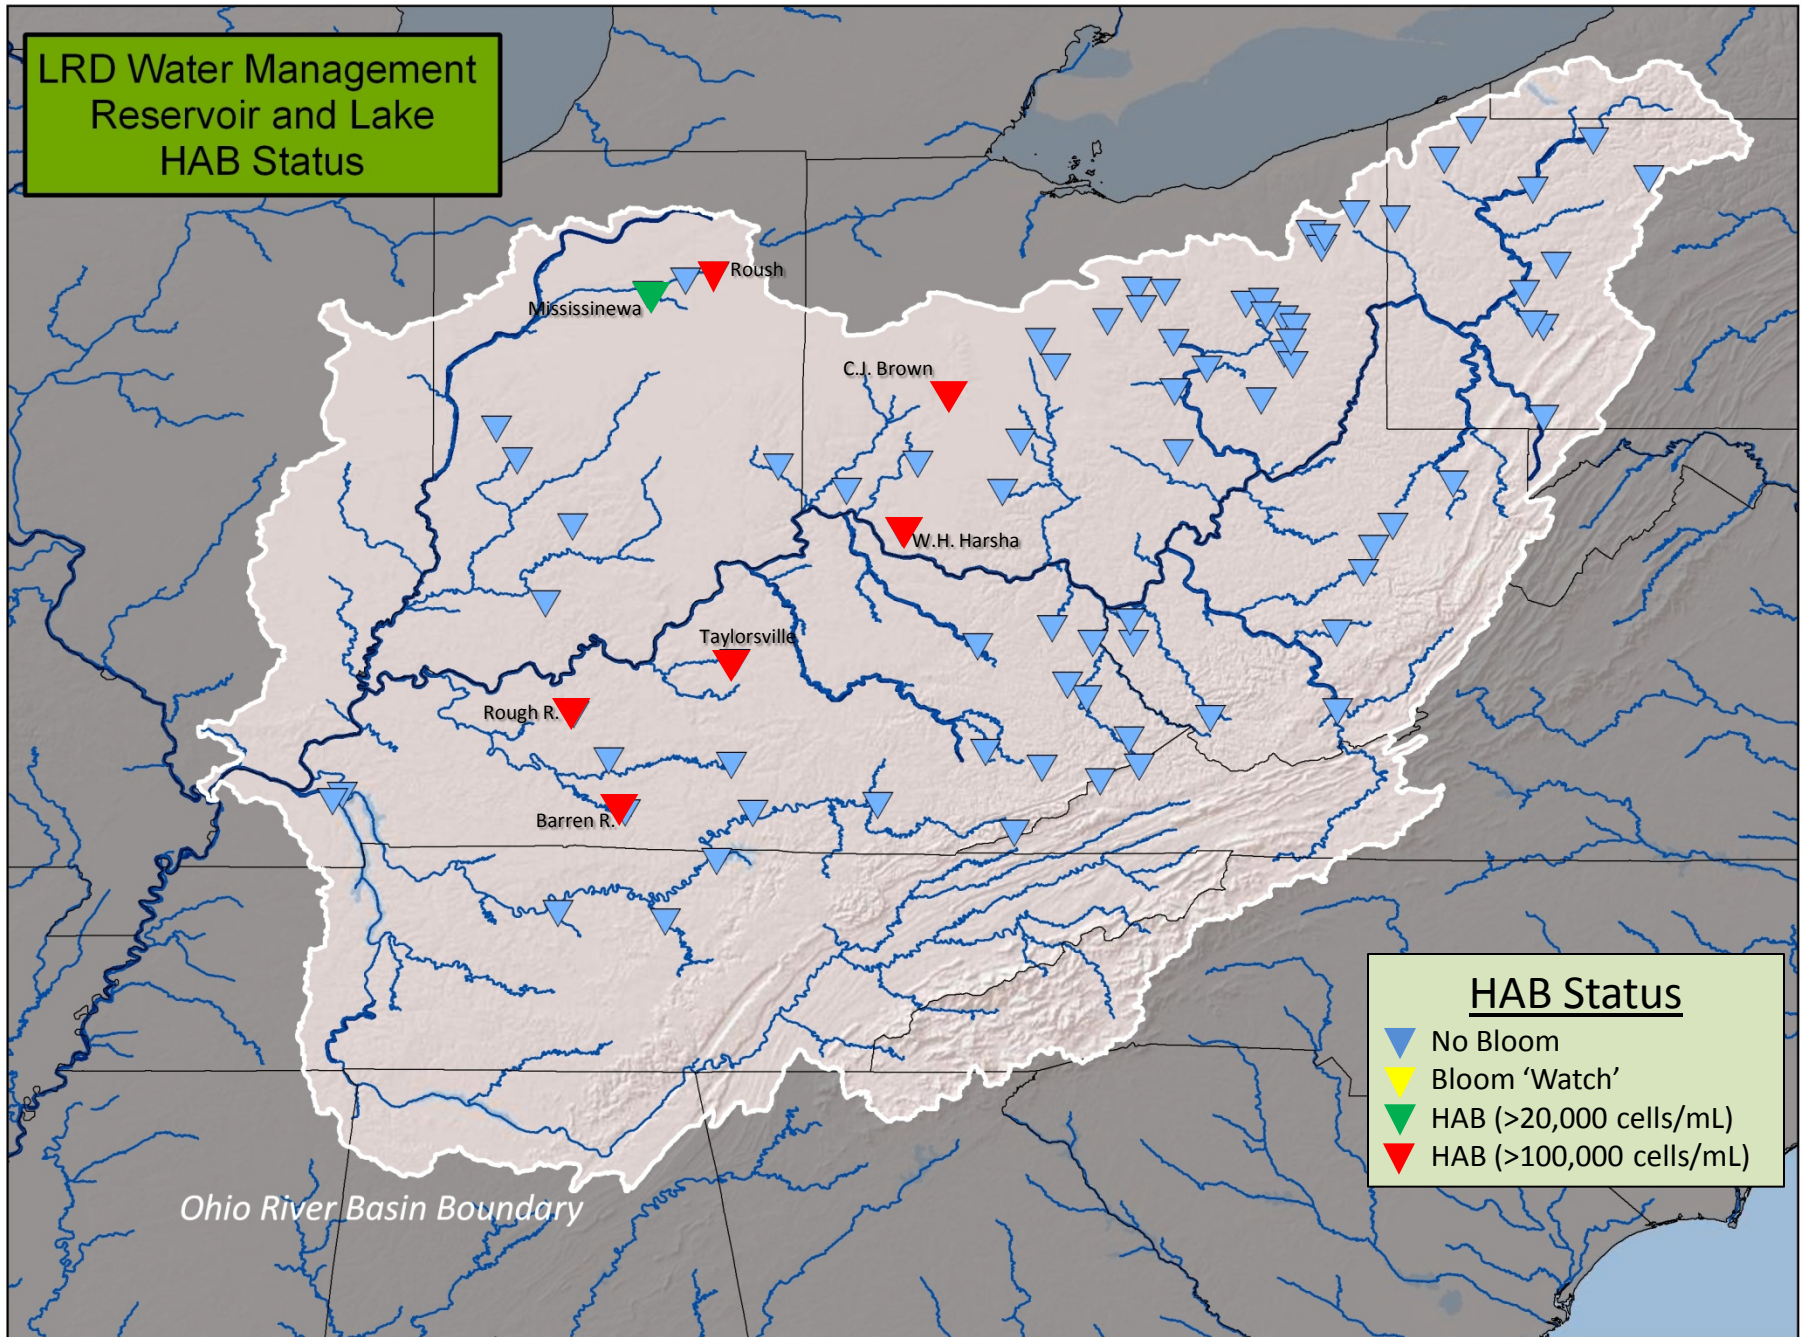 LRD Water Management
Reservoir and Lake
HAB Status
Roush
Mississinewa
C.J. Brown
W.H. Harsha
Taylorsville
Rough R.
Barren R.
HAB Status
No Bloom
Bloom ‘Watch’
HAB (>20,000 cells/mL)
HAB (>100,000 cells/mL)
Ohio River Basin Boundary